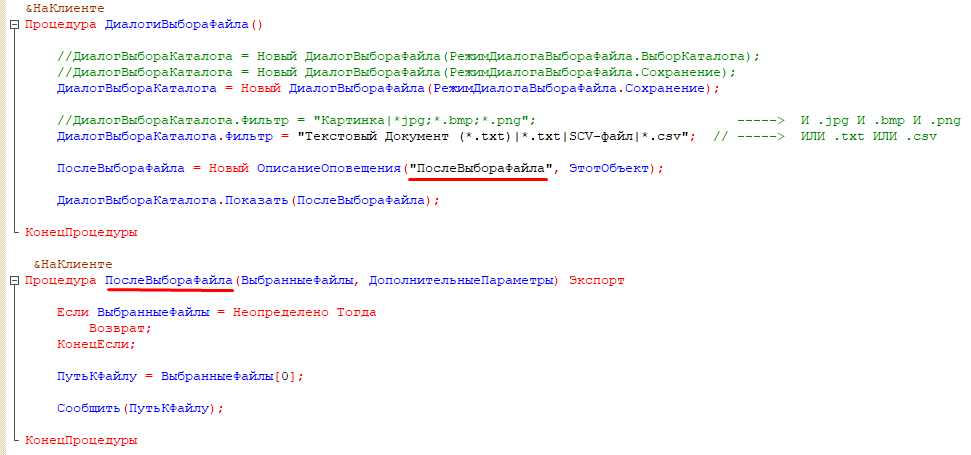 &НаКлиенте
Процедура ДиалогиВыбораФайла()
//ДиалогВыбораКаталога = Новый ДиалогВыбораФайла(РежимДиалогаВыбораФайла.ВыборКаталога);
//ДиалогВыбораКаталога = Новый ДиалогВыбораФайла(РежимДиалогаВыбораФайла.Сохранение);
ДиалогВыбораКаталога = Новый ДиалогВыбораФайла(РежимДиалогаВыбораФайла.Сохранение);
//ДиалогВыбораКаталога.Фильтр = "Картинка|*jpg;*.bmp;*.png"; -----> И .jpg И .bmp И .png
ДиалогВыбораКаталога.Фильтр = "Текстовый Документ (*.txt)|*.txt|SCV-файл|*.csv"; // -----> ИЛИ .txt ИЛИ .csv
ПослеВыбораФайла = Новый ОписаниеОповещения("ПослеВыбораФайла", ЭтотОбъект);
ДиалогВыбораКаталога.Показать(ПослеВыбораФайла);
КонецПроцедуры
&НаКлиенте
Процедура ПослеВыбораФайла(ВыбранныеФайлы, ДополнительныеПараметры) Экспорт
Если ВыбранныеФайлы = Неопределено Тогда
Возврат;
КонецЕсли;
ПутьКФайлу = ВыбранныеФайлы[0];
Сообщить(ПутьКФайлу);
КонецПроцедуры